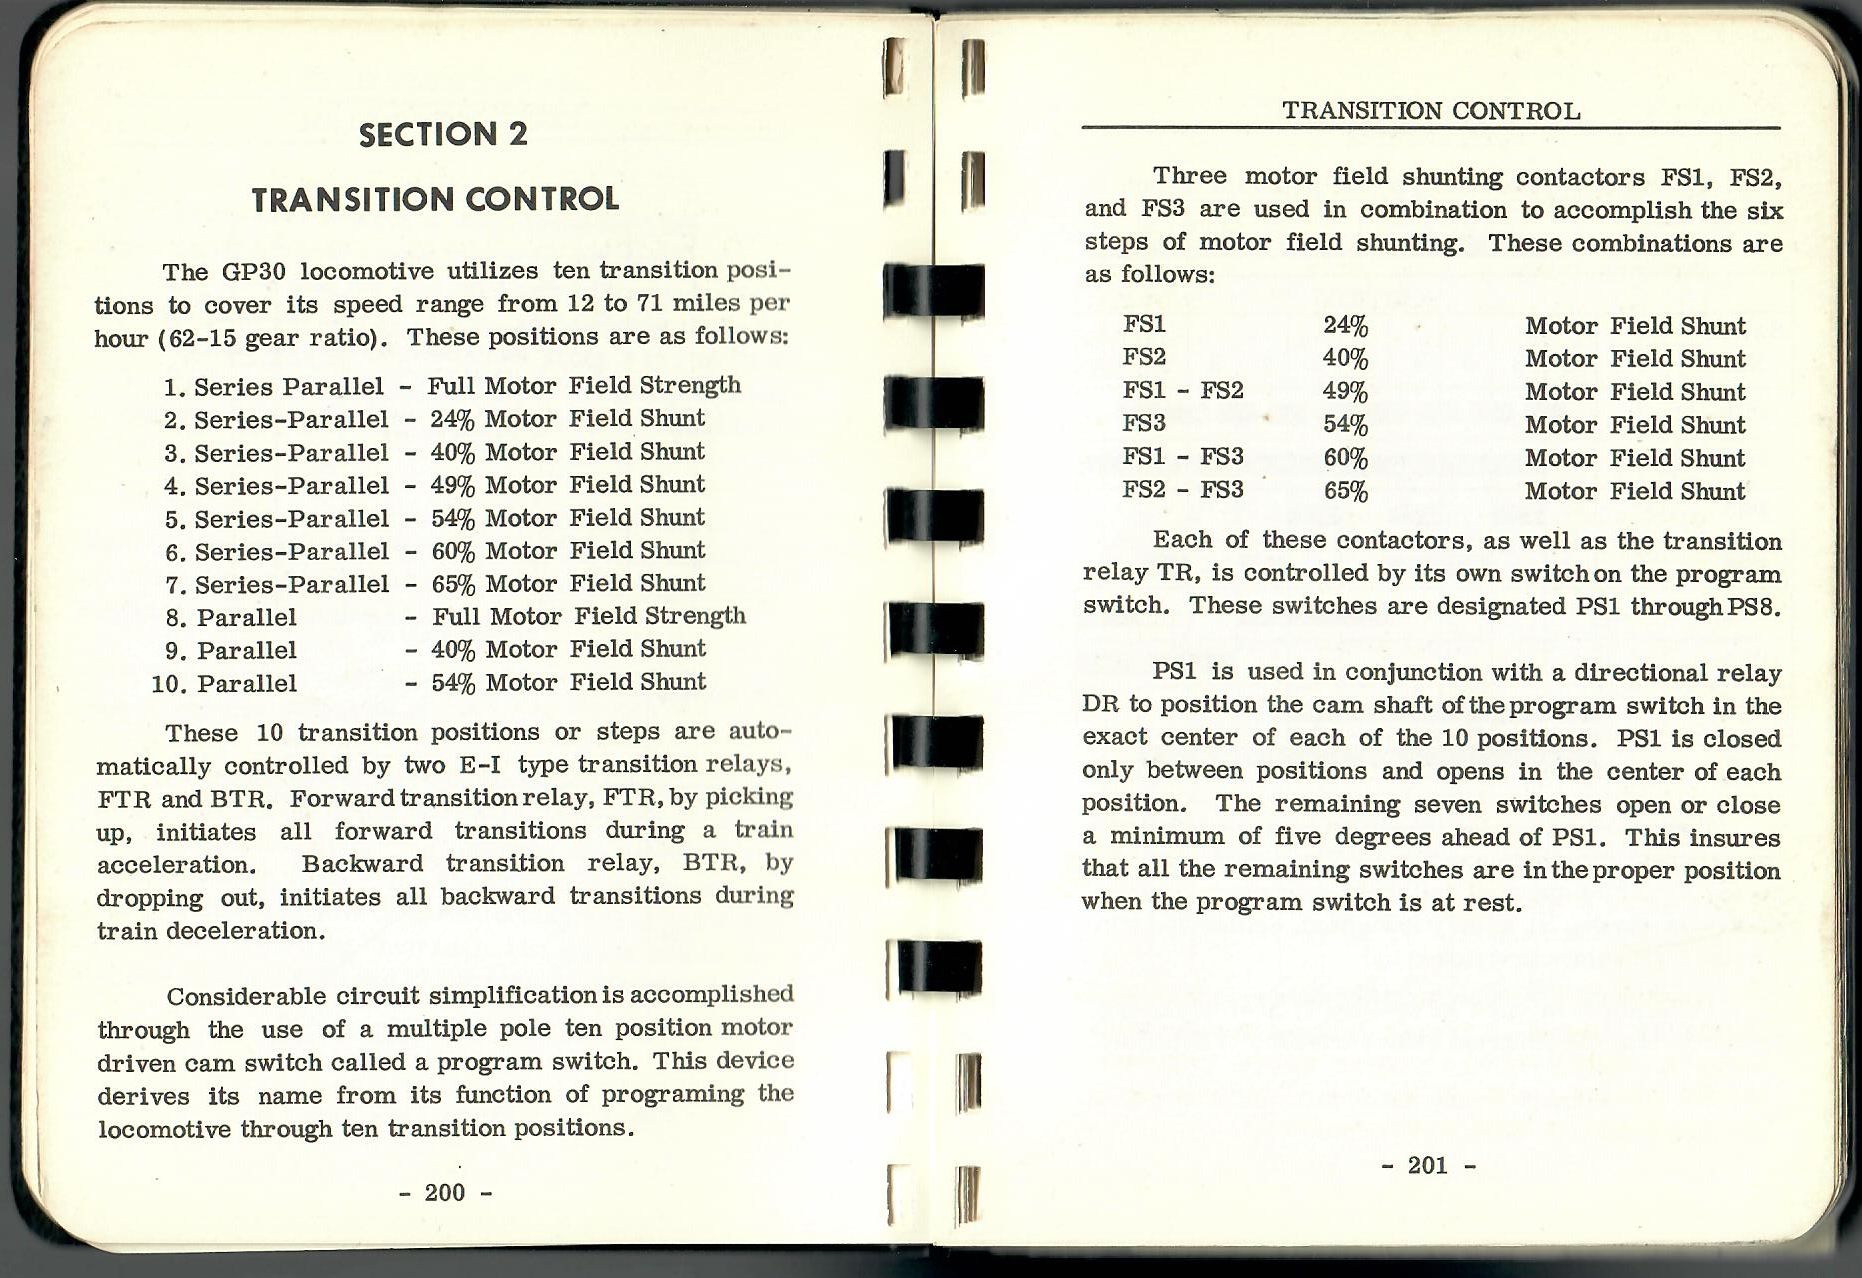 SECTION 2
TRANSITION CONTROL
The GP30 locomotive utilizes ten transition posi-
tions to cover its speed range from 12 to 71 miles per
hour (62-15 gear ratio). These positions are as follows:
1. Series Parallel - Full Motor Field Strength
2. Series-Parallel - 24% Motor Field Shunt
3. Series-Parallel - 40% Motor Field Shunt
4. Series-Parallel - 49% Motor Field Shunt
5. Series-Parallel - 54% Motor Field Shunt
6. Series-Parallel - 60% Motor Field Shunt
7. Series-Parallel - 65% Motor Field Shunt
8. Parallel - Full Motor Field Strength
9. Parallel - 40% Motor Field Shunt
10. Parallel - 54% Motor Field Shunt
These 10 transition positions or steps are auto-
matically controlled by two E-I type transition relays,
FTR and BTR. Forward transition relay, FTR, by picking
up, initiates all forward transitions during a train
acceleration. Backward transition relay, BTR, by
dropping out, initiates all backward transitions during
train deceleration.
Considerable circuit simplification is accomplished
through the use of a multiple pole ten position motor
driven cam switch called a program switch. This device
derives its name from its function of programing the
locomotive through ten transition positions.
- 200 -
TRANSITION CONTROL
Three motor field shunting contactors FS1, FS2,
and FS3 are used in combination to accomplish the six
steps of motor field shunting. These combinations are
as follows:
FS1 24% Motor Field Shunt
FS2 40% Motor Field Shunt
FS1 - FS2 49% Motor Field Shunt
FS3 54% Motor Field Shunt
FS1 - FS3 60% Motor Field Shunt
FS2 - FS3 65% Motor Field Shunt
Each of these contactors, as well as the transition
relay TR, is controlled by its own switch on the program
switch. These switches are designated PS1 through PS8.
PS1 is used in conjunction with a directional relay
DR to position the cam shaft of the program switch in the
exact center of each of the 10 positions. PS1 is closed
only between positions and opens in the center of each
position. The remaining seven switches open or close
a minimum of five degrees ahead of PS1. This insures
that all the remaining switches are in the proper position
when the program switch is at rest.
- 201 -